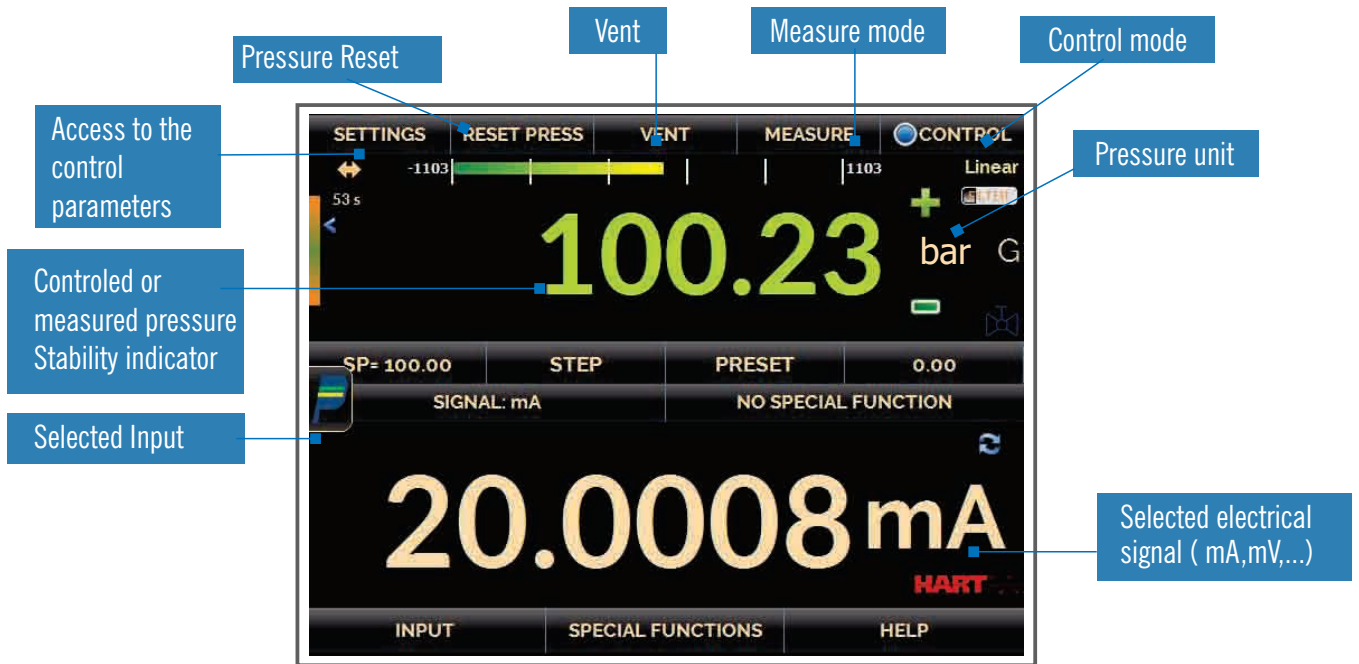 Vent
Measure mode
Control mode
Pressure Reset
Access to the
control
parameters
Pressure unit
Controled or
measured pressure
Stability indicator
Selected Input
Selected electrical
signal ( mA,mV,...)
SETTINGS RESET PRESS VENT MEASURE CONTROL
-1103 1103 Linear
53 s
<
100.23 bar G
SP= 100.00 STEP PRESET 0.00
SIGNAL: mA NO SPECIAL FUNCTION
20.0008 mA
HART
INPUT SPECIAL FUNCTIONS HELP